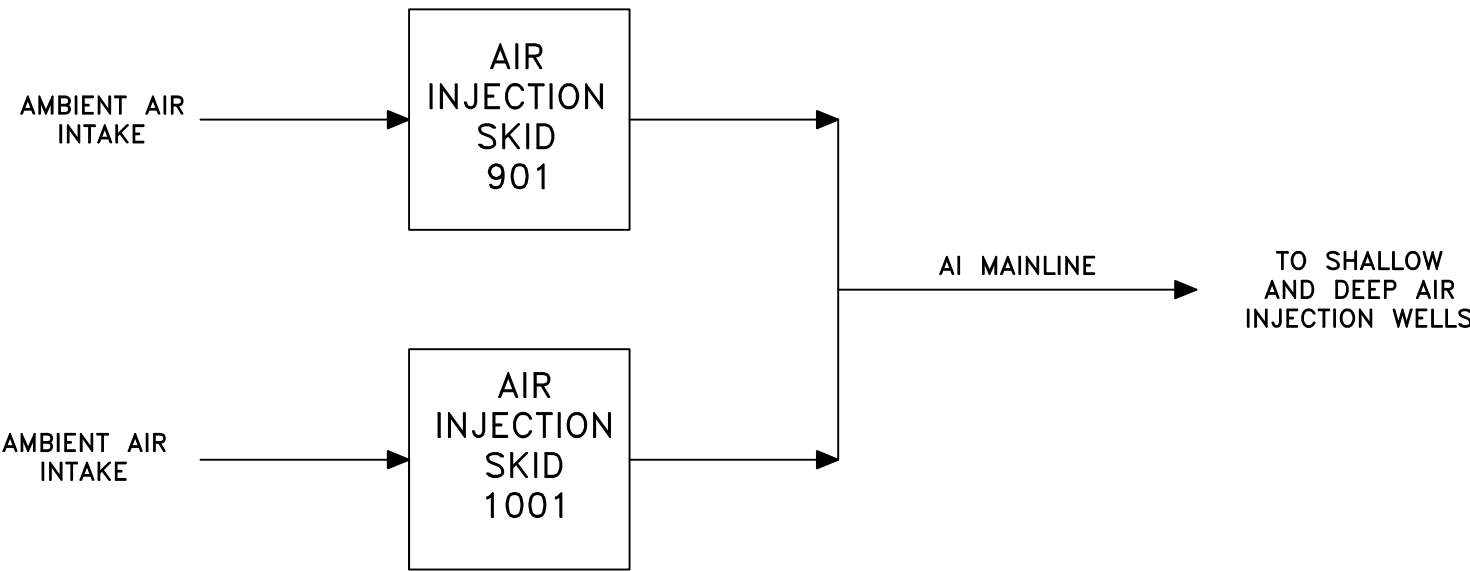 AMBIENT AIR
INTAKE
AIR
INJECTION
SKID
901
AI MAINLINE
TO SHALLOW
AND DEEP AIR
INJECTION WELLS
AMBIENT AIR
INTAKE
AIR
INJECTION
SKID
1001